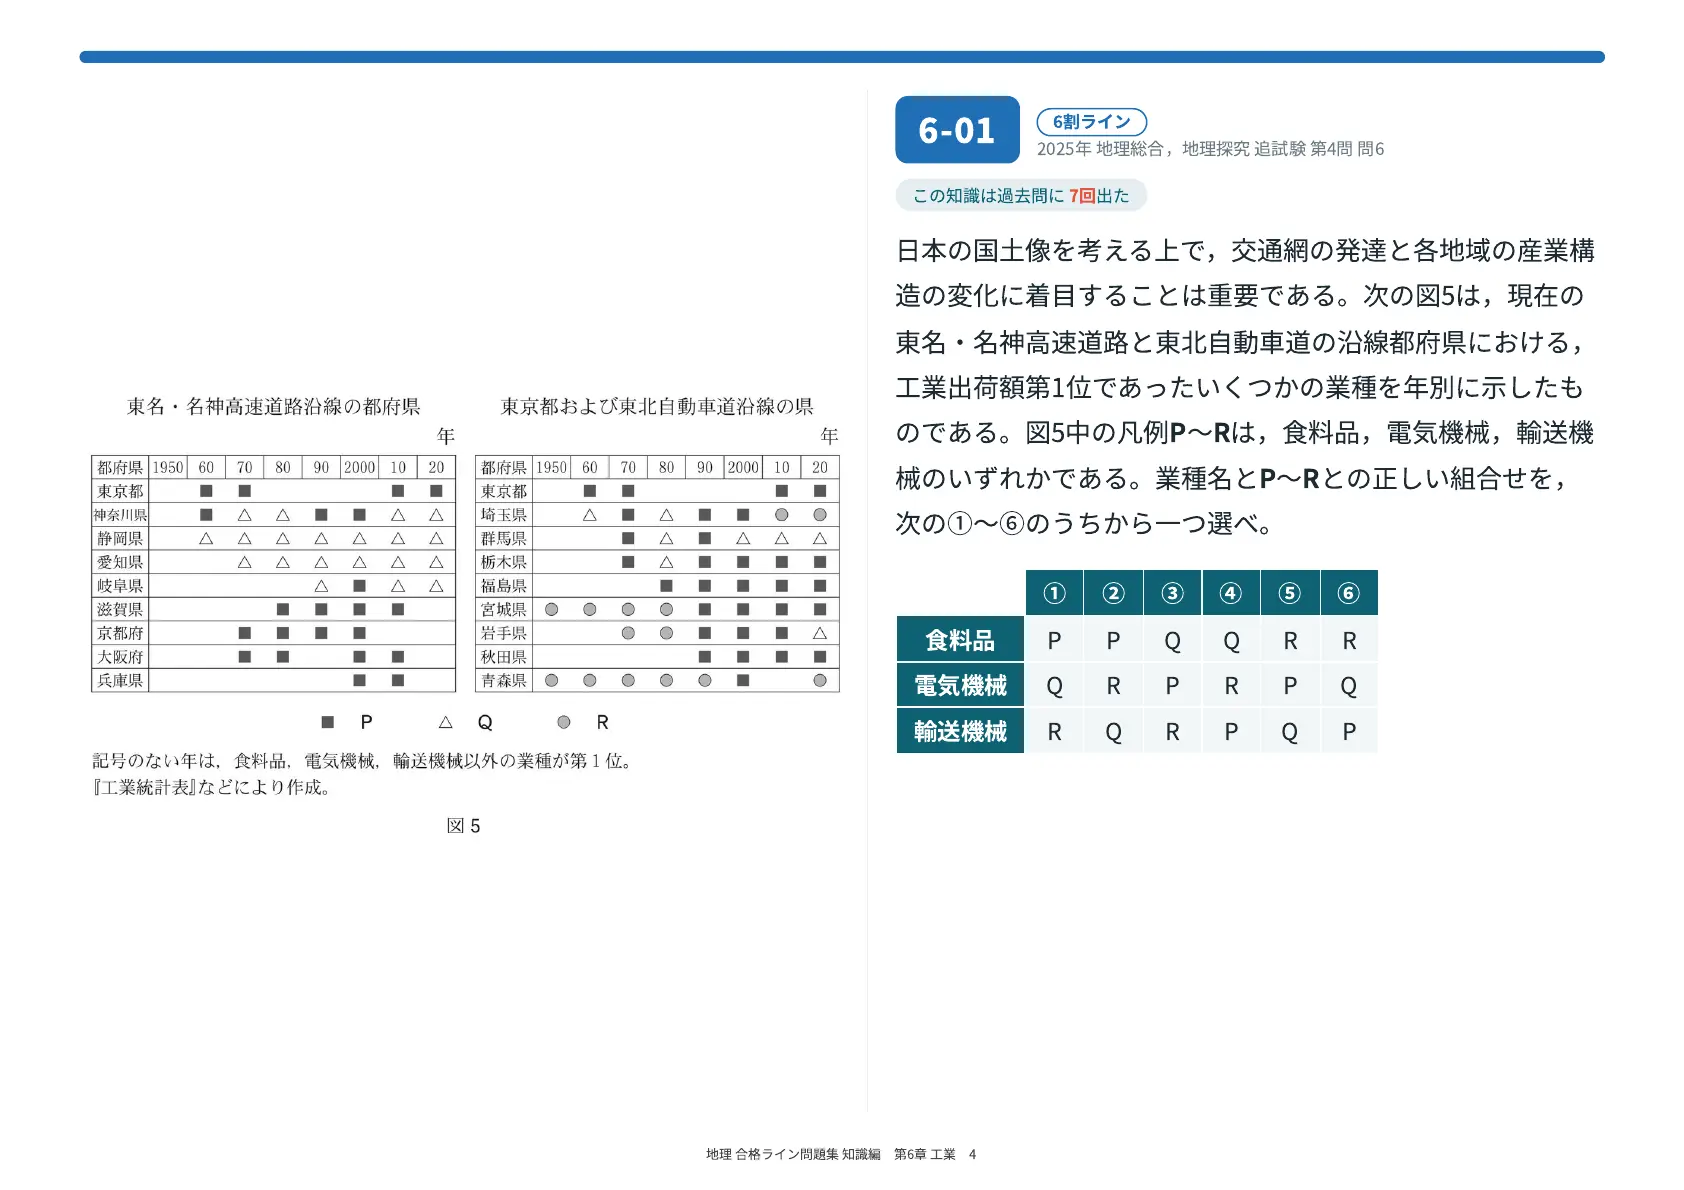 6-01
6割ライン
2025年 地理総合，地理探究 追試験 第4問 問6
この知識は過去問に 7回出た
日本の国土像を考える上で，交通網の発達と各地域の産業構
造の変化に着目することは重要である。次の図5は，現在の
東名・名神高速道路と東北自動車道の沿線都府県における，
工業出荷額第1位であったいくつかの業種を年別に示したも
のである。図5中の凡例P～Rは，食料品，電気機械，輸送機
械のいずれかである。業種名とP～Rとの正しい組合せを，
次の①～⑥のうちから一つ選べ。
① ② ③ ④ ⑤ ⑥
食料品 P P Q Q R R
電気機械 Q R P R P Q
輸送機械 R Q R P Q P
東名・名神高速道路沿線の都府県
年
都府県 1950 60 70 80 90 2000 10 20
東京都 ■ ■ ■ ■
神奈川県 ■ △ △ ■ ■ △ △
静岡県 △ △ △ △ △ △ △
愛知県 △ △ △ △ △ △
岐阜県 △ ■ △ △
滋賀県 ■ ■ ■ ■
京都府 ■ ■ ■ ■
大阪府 ■ ■ ■ ■
兵庫県 ■ ■
東京都および東北自動車道沿線の県
年
都府県 1950 60 70 80 90 2000 10 20
東京都 ■ ■ ■ ■
埼玉県 △ ■ △ ■ ■ ● ●
群馬県 ■ △ ■ △ △ △
栃木県 ■ △ ■ ■ ■ ■
福島県 ■ ■ ■ ■ ■
宮城県 ● ● ● ● ■ ■ ■ ■
岩手県 ● ● ■ ■ ■ △
秋田県 ■ ■ ■ ■
青森県 ● ● ● ● ● ■ ●
■ P △ Q ● R
記号のない年は，食料品，電気機械，輸送機械以外の業種が第1位。
『工業統計表』などにより作成。
図 5
地理 合格ライン問題集 知識編 第6章 工業 4